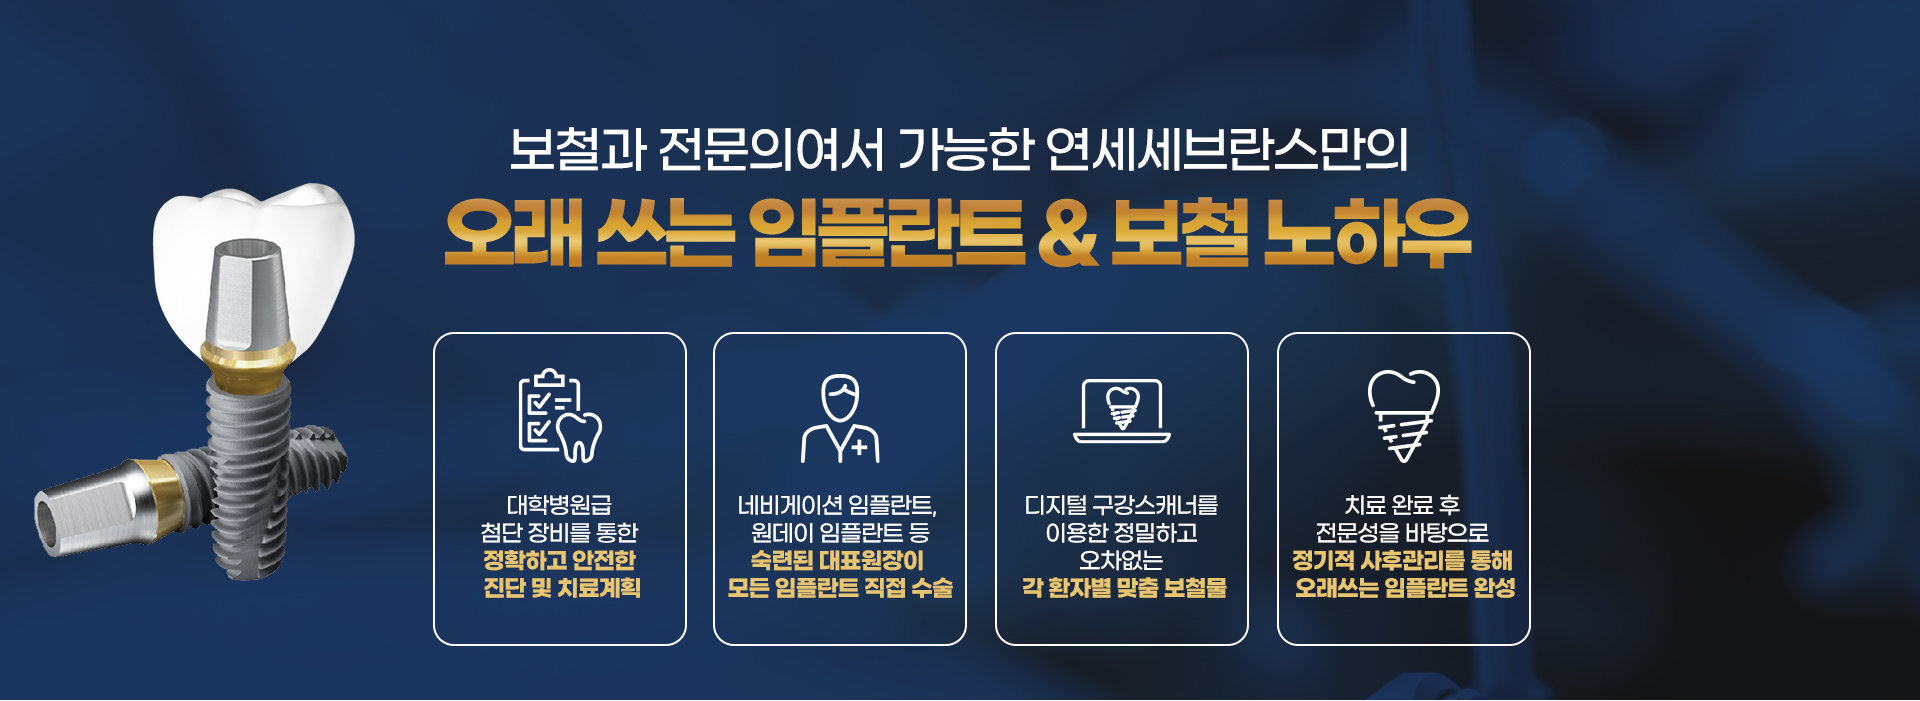 보철과 전문의여서 가능한 연세세브란스만의
오래 쓰는 임플란트 & 보철 노하우
대학병원급
첨단 장비를 통한
정확하고 안전한
진단 및 치료계획
네비게이션 임플란트,
원데이 임플란트 등
숙련된 대표원장이
모든 임플란트 직접 수술
디지털 구강스캐너를
이용한 정밀하고
오차없는
각 환자별 맞춤 보철물
치료 완료 후
전문성을 바탕으로
정기적 사후관리를 통해
오래쓰는 임플란트 완성